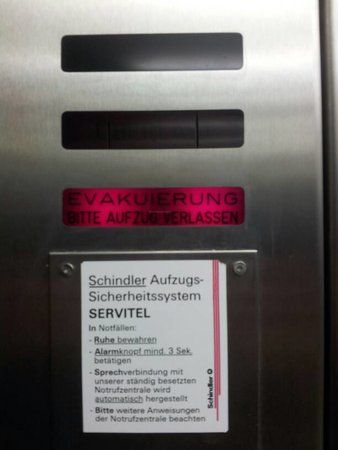 EVAKUIERUNG
BITTE AUFZUG VERLASSEN
Schindler Aufzugs-
Sicherheitssystem
SERVITEL
In Notfällen:
- Ruhe bewahren
- Alarmknopf mind. 3 Sek.
betätigen
- Sprechverbindung mit
unserer ständig besetzten
Notrufzentrale wird
automatisch hergestellt
- Bitte weitere Anweisungen
der Notrufzentrale beachten
Schindler